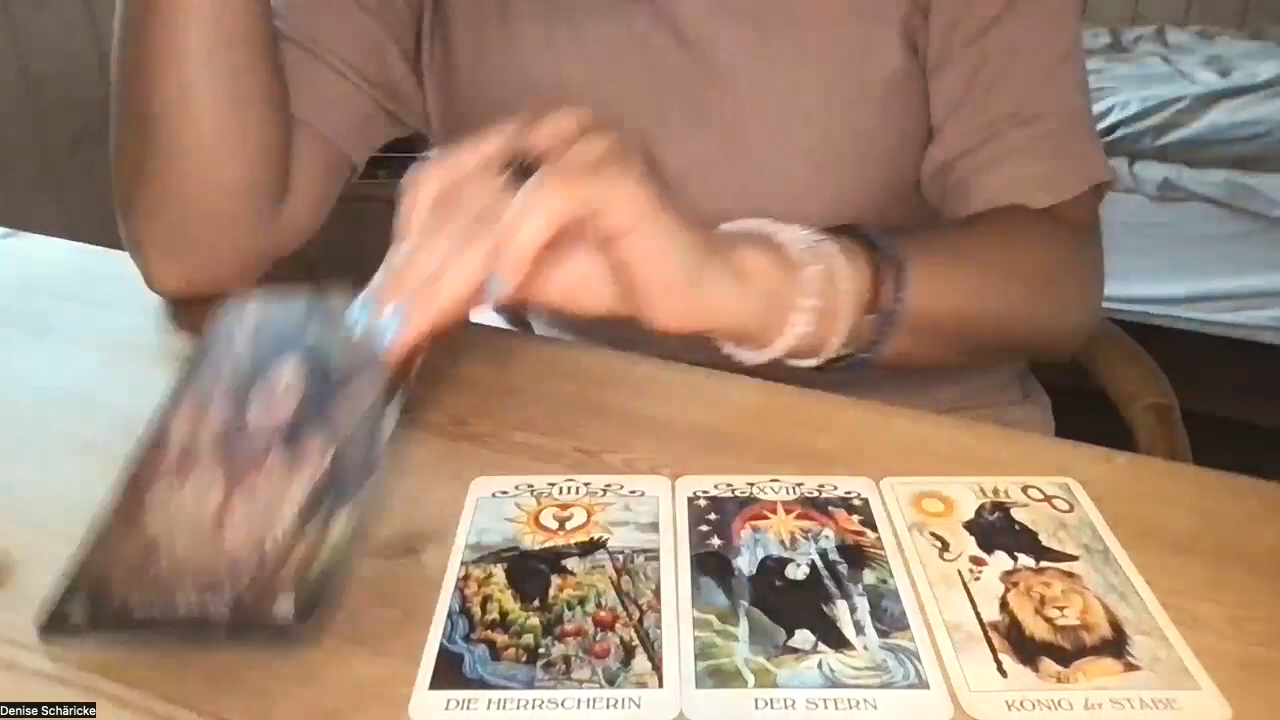 III
XVII
DIE HERRSCHERIN
DER STERN
KÖNIG der STÄBE
Denise Schäricke